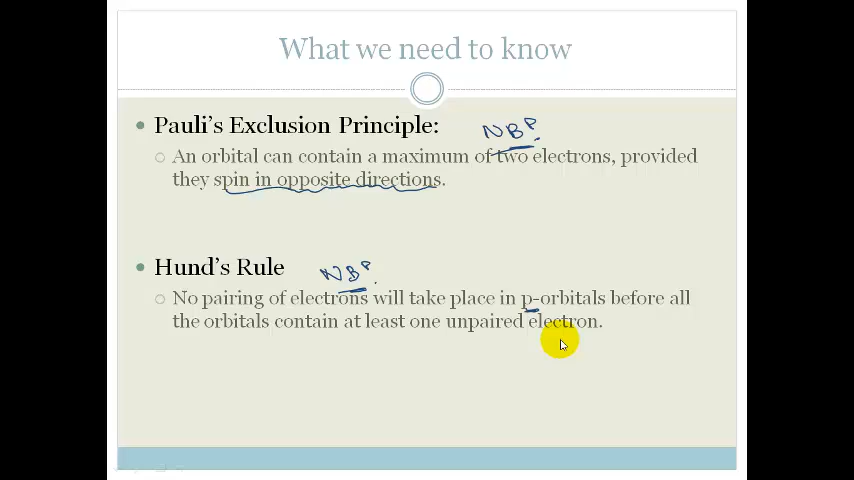 What we need to know
Pauli's Exclusion Principle:
NBP.
An orbital can contain a maximum of two electrons, provided
they spin in opposite directions.
Hund's Rule
NBP.
No pairing of electrons will take place in p-orbitals before all
the orbitals contain at least one unpaired electron.